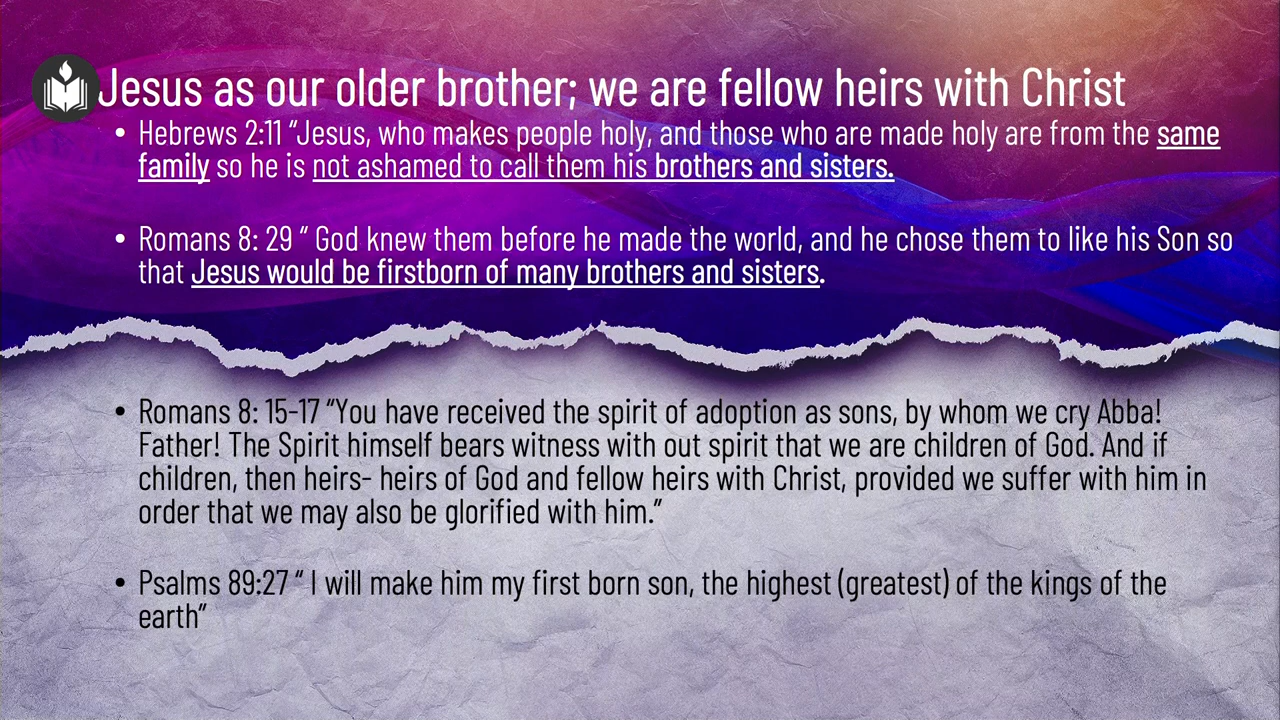 Jesus as our older brother; we are fellow heirs with Christ
• Hebrews 2:11 “Jesus, who makes people holy, and those who are made holy are from the same
family so he is not ashamed to call them his brothers and sisters.
• Romans 8: 29 “ God knew them before he made the world, and he chose them to like his Son so
that Jesus would be firstborn of many brothers and sisters.
• Romans 8: 15-17 “You have received the spirit of adoption as sons, by whom we cry Abba!
Father! The Spirit himself bears witness with out spirit that we are children of God. And if
children, then heirs- heirs of God and fellow heirs with Christ, provided we suffer with him in
order that we may also be glorified with him.”
• Psalms 89:27 “ I will make him my first born son, the highest (greatest) of the kings of the
earth”